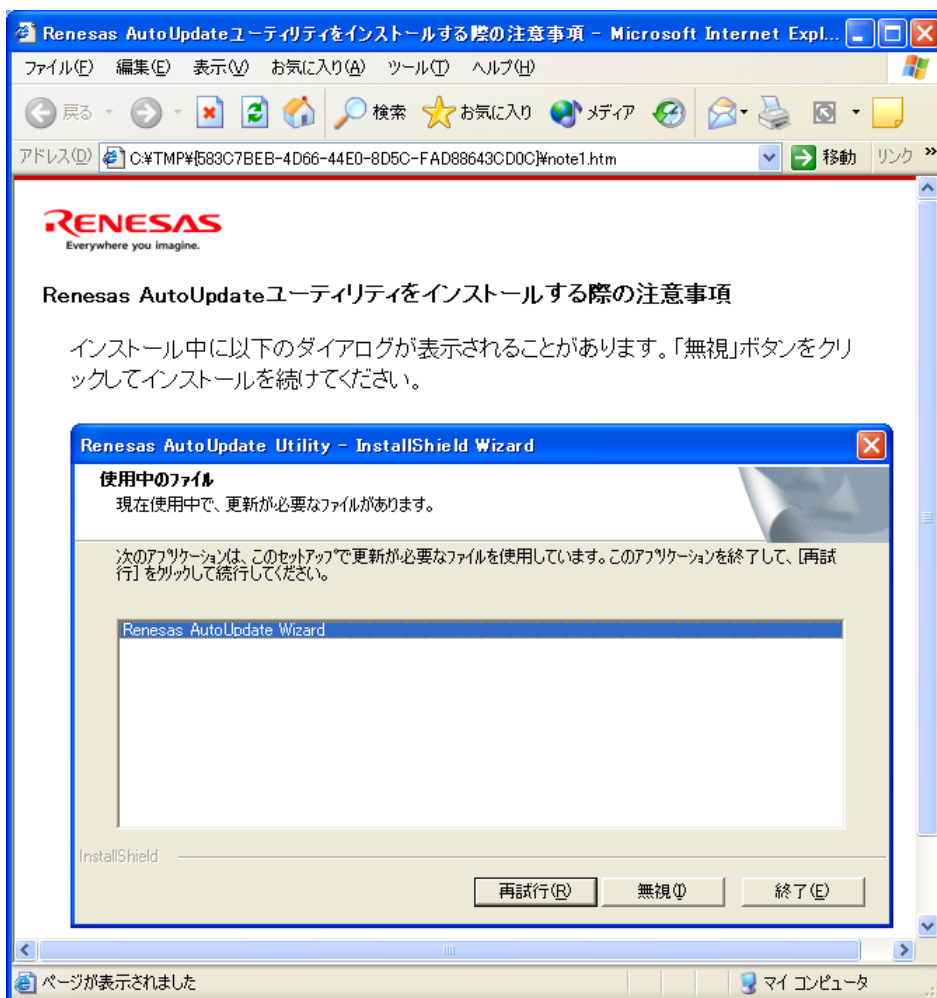 Renesas AutoUpdateユーティリティをインストールする際の注意事項 - Microsoft Internet Expl...
ファイル(F) 編集(E) 表示(V) お気に入り(A) ツール(T) ヘルプ(H)
戻る 検索 お気に入り メディア
アドレス(D) C:¥TMP¥{583C7BEB-4D66-44E0-8D5C-FAD88643CD0C}¥note1.htm 移動 リンク »
RENESAS
Everywhere you imagine.
Renesas AutoUpdateユーティリティをインストールする際の注意事項
インストール中に以下のダイアログが表示されることがあります。「無視」ボタンをクリ
ックしてインストールを続けてください。
Renesas AutoUpdate Utility - InstallShield Wizard
使用中のファイル
現在使用中で、更新が必要なファイルがあります。
次のアプリケーションは、このセットアップで更新が必要なファイルを使用しています。このアプリケーションを終了して、[再試
行] をクリックして続行してください。
Renesas AutoUpdate Wizard
InstallShield
再試行(R) 無視(I) 終了(E)
ページが表示されました マイ コンピュータ